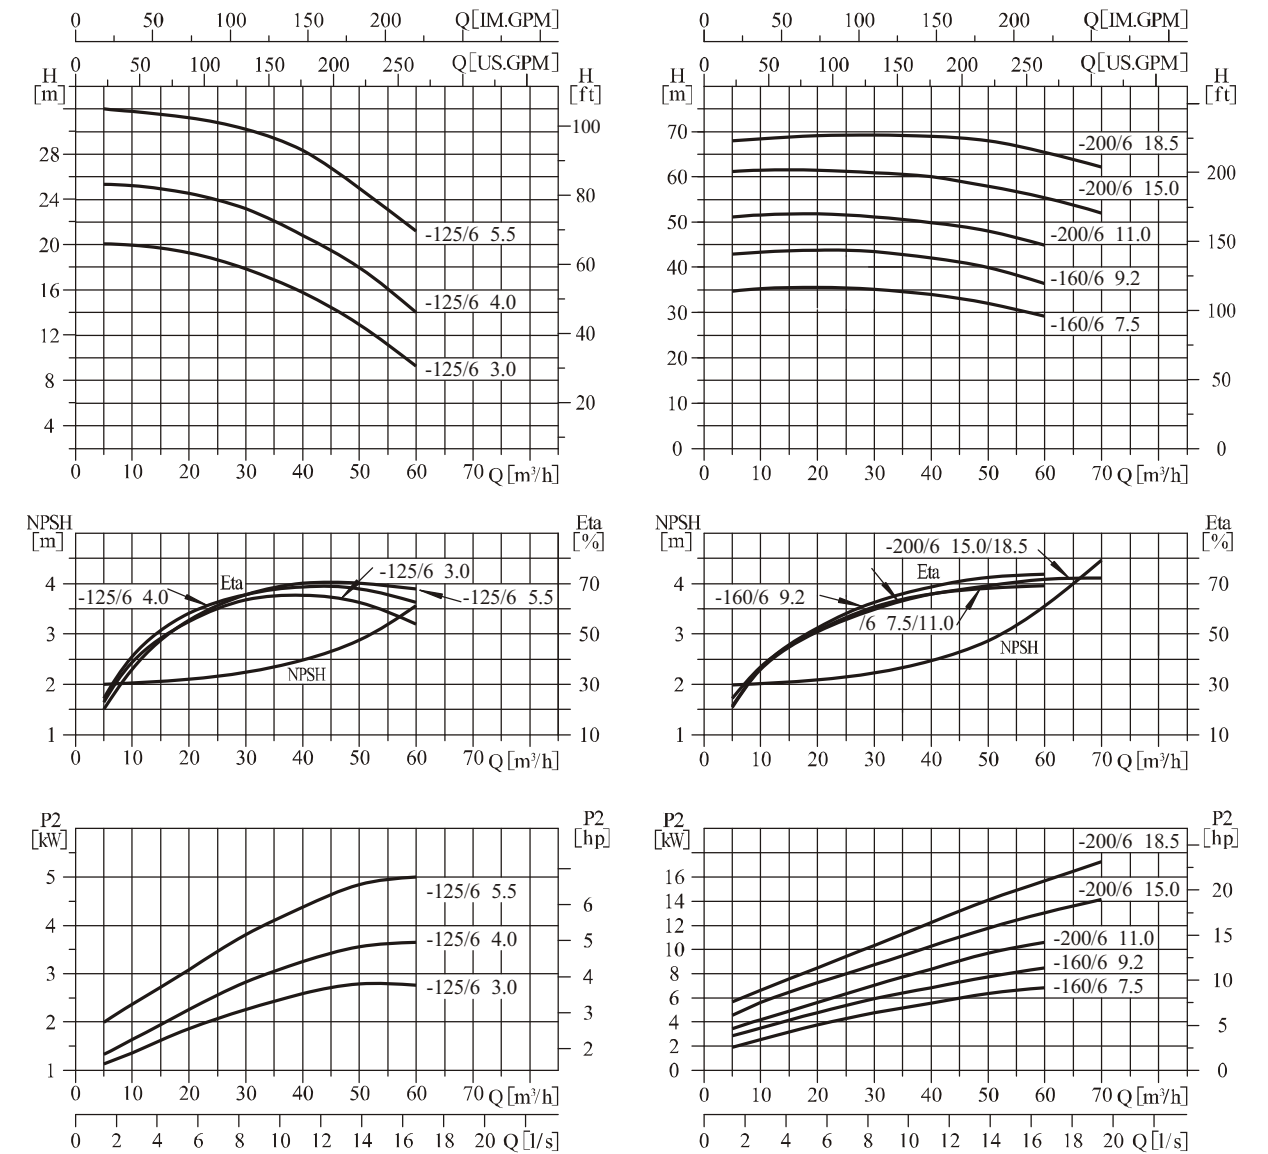 0 50 100 150 200 Q[IM.GPM]
0 50 100 150 200 250 Q[US.GPM]
H
[m]
H
[ft]
28
24
20
16
12
8
4
100
80
60
40
20
-125/6 5.5
-125/6 4.0
-125/6 3.0
0 10 20 30 40 50 60 70 Q[m³/h]
0 50 100 150 200 Q[IM.GPM]
0 50 100 150 200 250 Q[US.GPM]
H
[m]
H
[ft]
70
60
50
40
30
20
10
0
200
150
100
50
0
-200/6 18.5
-200/6 15.0
-200/6 11.0
-160/6 9.2
-160/6 7.5
0 10 20 30 40 50 60 70 Q[m³/h]
NPSH
[m]
Eta
[%]
4
3
2
1
70
50
30
10
-125/6 3.0
Eta
-125/6 4.0
-125/6 5.5
NPSH
0 10 20 30 40 50 60 70 Q[m³/h]
NPSH
[m]
Eta
[%]
4
3
2
1
70
50
30
10
-200/6 15.0/18.5
Eta
-160/6 9.2
/6 7.5/11.0
NPSH
0 10 20 30 40 50 60 70 Q[m³/h]
P2
[kW]
P2
[hp]
5
4
3
2
1
6
5
4
3
2
-125/6 5.5
-125/6 4.0
-125/6 3.0
0 10 20 30 40 50 60 70 Q[m³/h]
0 2 4 6 8 10 12 14 16 18 20 Q[l/s]
P2
[kW]
P2
[hp]
16
14
12
10
8
6
4
2
0
20
15
10
5
0
-200/6 18.5
-200/6 15.0
-200/6 11.0
-160/6 9.2
-160/6 7.5
0 10 20 30 40 50 60 70 Q[m³/h]
0 2 4 6 8 10 12 14 16 18 20 Q[l/s]